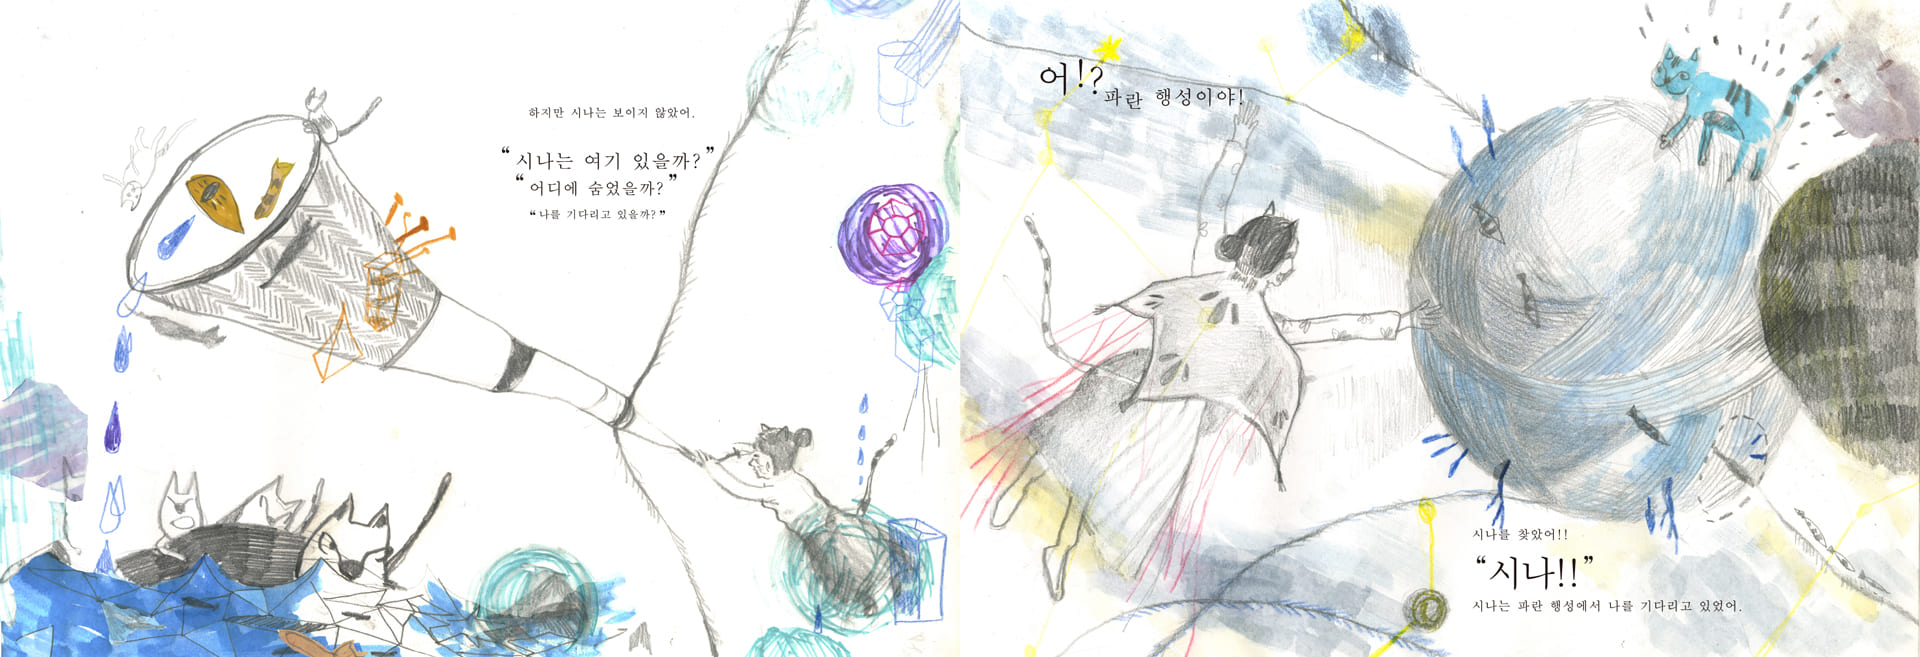 하지만 시나는 보이지 않았어.
“시나는 여기 있을까?”
“어디에 숨었을까?”
“나를 기다리고 있을까?”
어!? 파란 행성이야!
시나를 찾았어!!
“시나!!”
시나는 파란 행성에서 나를 기다리고 있었어.